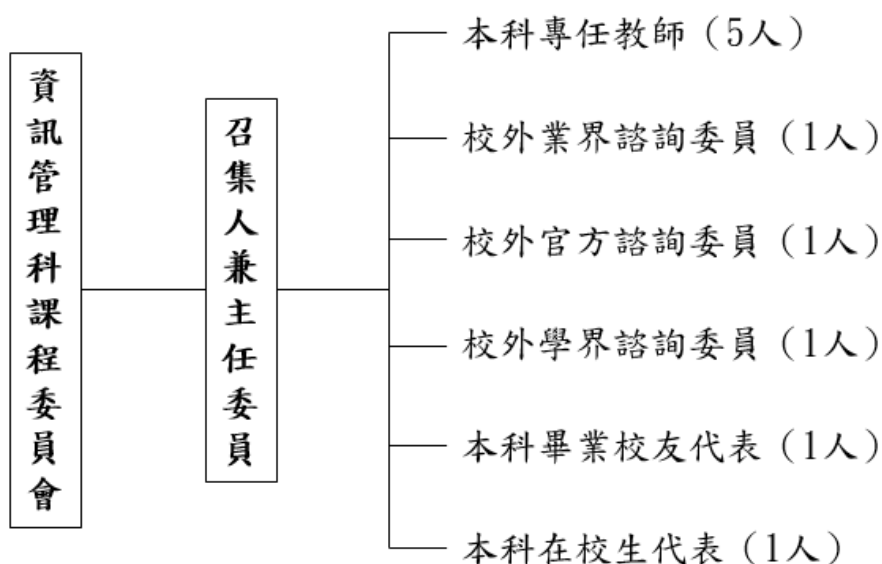 資訊管理科課程委員會
召集人兼主任委員
本科專任教師（5人）
校外業界諮詢委員（1人）
校外官方諮詢委員（1人）
校外學界諮詢委員（1人）
本科畢業校友代表（1人）
本科在校生代表（1人）